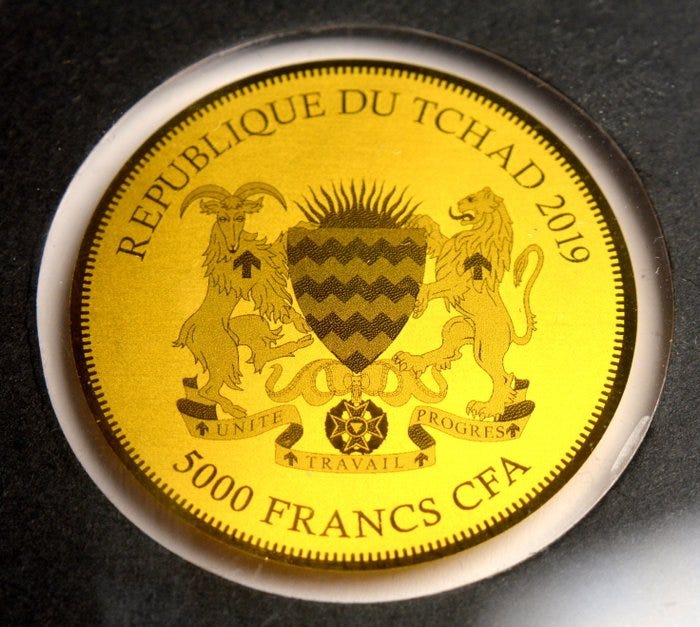 REPUBLIQUE DU TCHAD 2019
UNITE TRAVAIL PROGRES
5000 FRANCS CFA